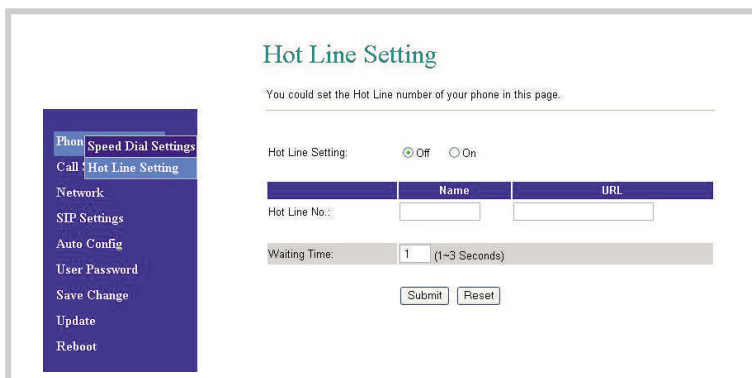 Hot Line Setting
You could set the Hot Line number of your phone in this page.
Phon
Speed Dial Settings
Call S
Hot Line Setting
Network
SIP Settings
Auto Config
User Password
Save Change
Update
Reboot
Hot Line Setting: Off On
Name URL
Hot Line No.:
Waiting Time: 1 (1~3 Seconds)
Submit Reset